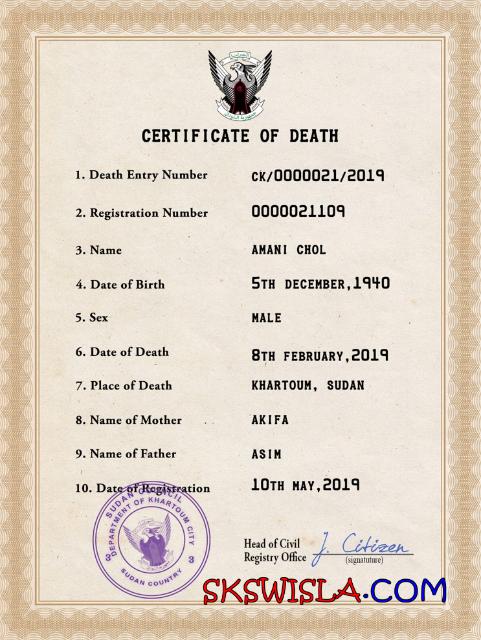 CERTIFICATE OF DEATH
1. Death Entry Number CK/0000021/2019
2. Registration Number 0000021109
3. Name AMANI CHOL
4. Date of Birth 5TH DECEMBER,1940
5. Sex MALE
6. Date of Death 8TH FEBRUARY,2019
7. Place of Death KHARTOUM, SUDAN
8. Name of Mother AKIFA
9. Name of Father ASIM
10. Date of Registration 10TH MAY,2019
SUDAN COUNCIL
DEPARTMENT OF KHARTOUM CITY
3 3
SUDAN COUNTRY
Head of Civil
Registry Office J. Citizen
SKSWISLA.COM